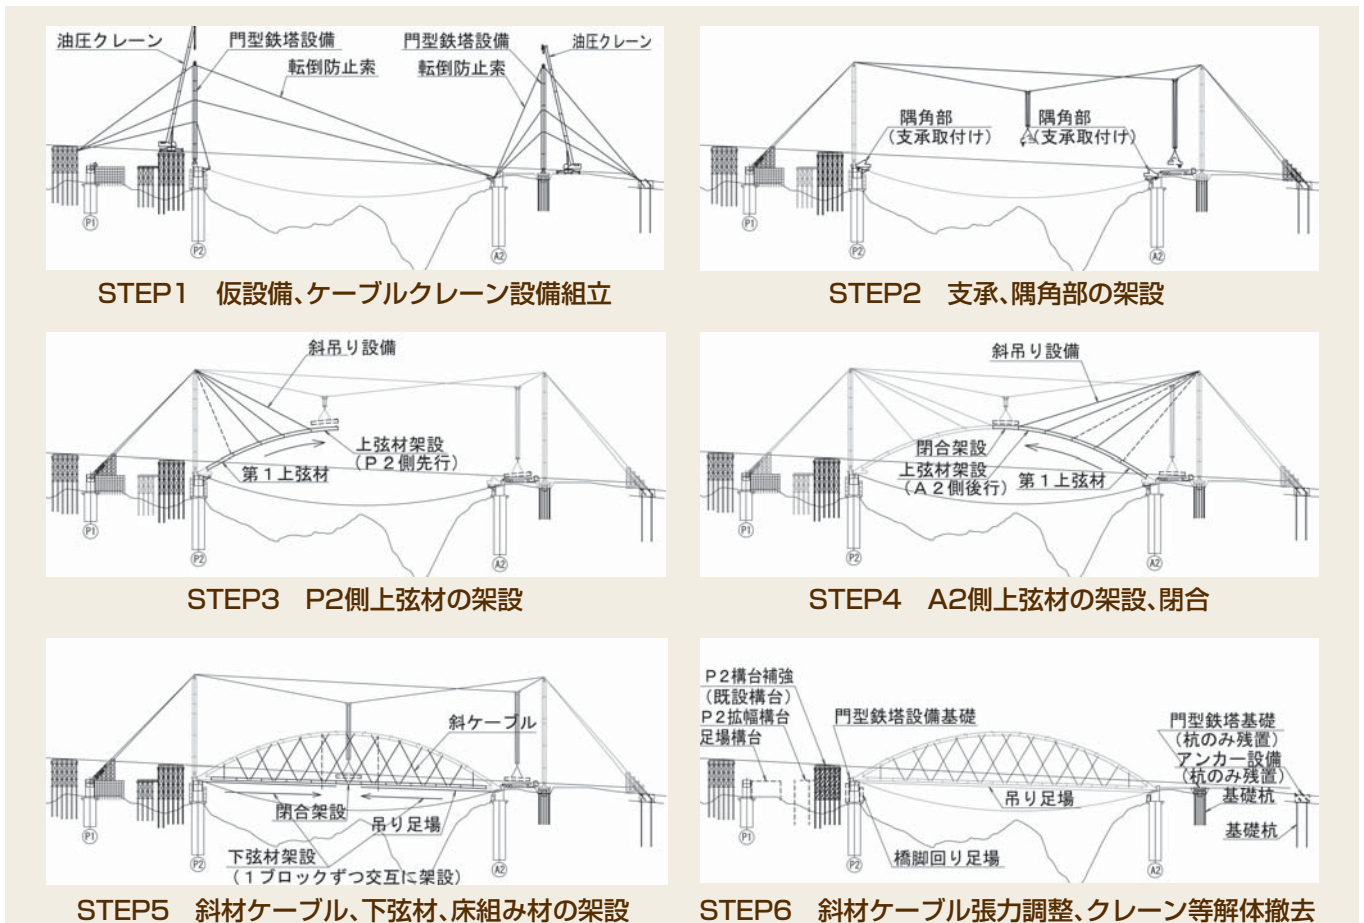 油圧クレーン
門型鉄塔設備
転倒防止索
門型鉄塔設備
転倒防止索
油圧クレーン
P1
P2
A2
STEP1 仮設備、ケーブルクレーン設備組立
隅角部
(支承取付け)
隅角部
(支承取付け)
P1
P2
A2
STEP2 支承、隅角部の架設
斜吊り設備
上弦材架設
(P2側先行)
第1上弦材
P1
P2
A2
STEP3 P2側上弦材の架設
斜吊り設備
閉合架設
上弦材架設
(A2側後行)
第1上弦材
P1
P2
A2
STEP4 A2側上弦材の架設、閉合
斜ケーブル
閉合架設
吊り足場
下弦材架設
(1ブロックずつ交互に架設)
P1
P2
A2
STEP5 斜材ケーブル、下弦材、床組み材の架設
P2構台補強
(既設構台)
P2拡幅構台
足場構台
門型鉄塔設備基礎
門型鉄塔基礎
(杭のみ残置)
アンカー設備
(杭のみ残置)
基礎杭
基礎杭
吊り足場
橋脚回り足場
P1
P2
A2
STEP6 斜材ケーブル張力調整、クレーン等解体撤去